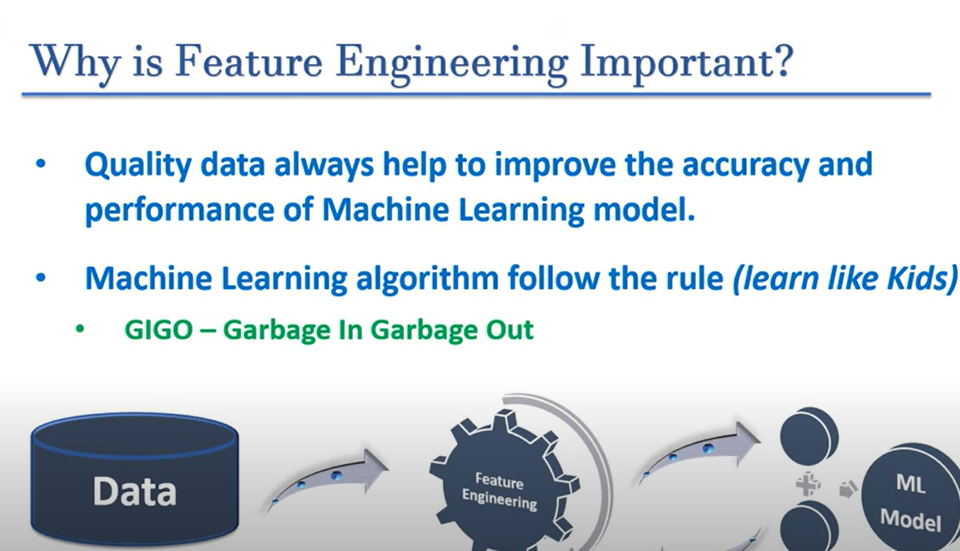 Why is Feature Engineering Important?
• Quality data always help to improve the accuracy and
performance of Machine Learning model.
• Machine Learning algorithm follow the rule (learn like Kids)
• GIGO – Garbage In Garbage Out
Data
Feature
Engineering
ML
Model